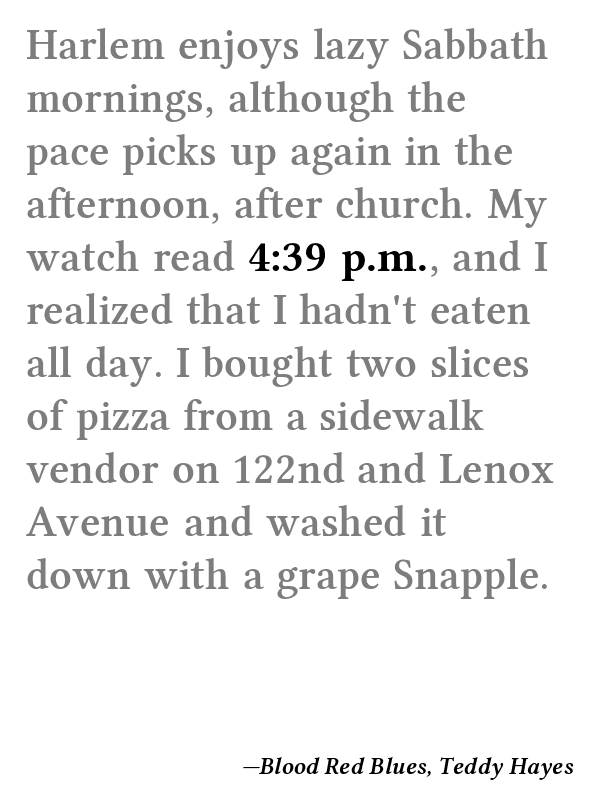 Harlem enjoys lazy Sabbath
mornings, although the
pace picks up again in the
afternoon, after church. My
watch read 4:39 p.m., and I
realized that I hadn't eaten
all day. I bought two slices
of pizza from a sidewalk
vendor on 122nd and Lenox
Avenue and washed it
down with a grape Snapple.
—Blood Red Blues, Teddy Hayes